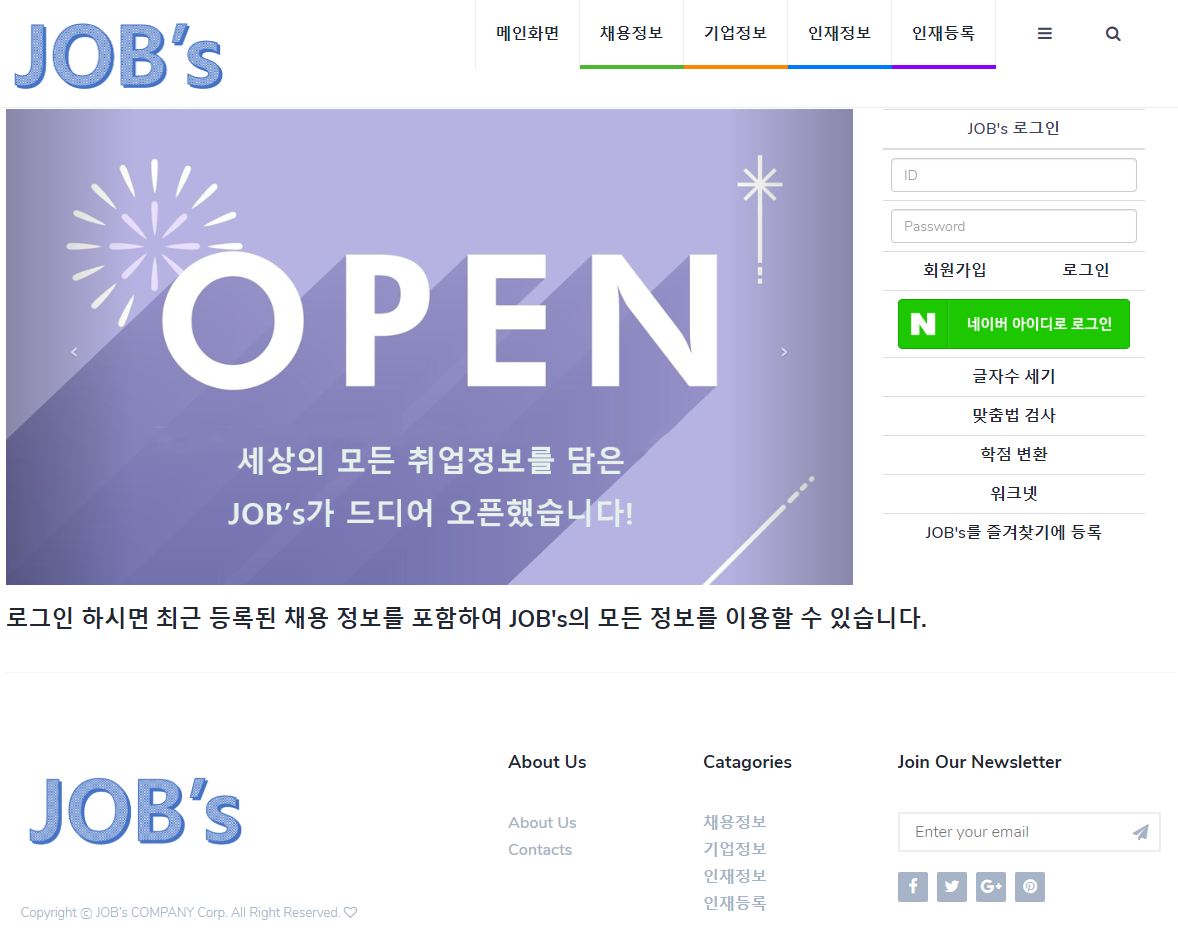 JOB's
메인화면 채용정보 기업정보 인재정보 인재등록
JOB's 로그인
ID
Password
회원가입 로그인
N 네이버 아이디로 로그인
글자수 세기
맞춤법 검사
학점 변환
워크넷
JOB's를 즐겨찾기에 등록
OPEN
세상의 모든 취업정보를 담은
JOB's가 드디어 오픈했습니다!
로그인 하시면 최근 등록된 채용 정보를 포함하여 JOB's의 모든 정보를 이용할 수 있습니다.
JOB's
Copyright ⓒ JOB's COMPANY Corp. All Right Reserved.
About Us
About Us
Contacts
Catagories
채용정보
기업정보
인재정보
인재등록
Join Our Newsletter
Enter your email